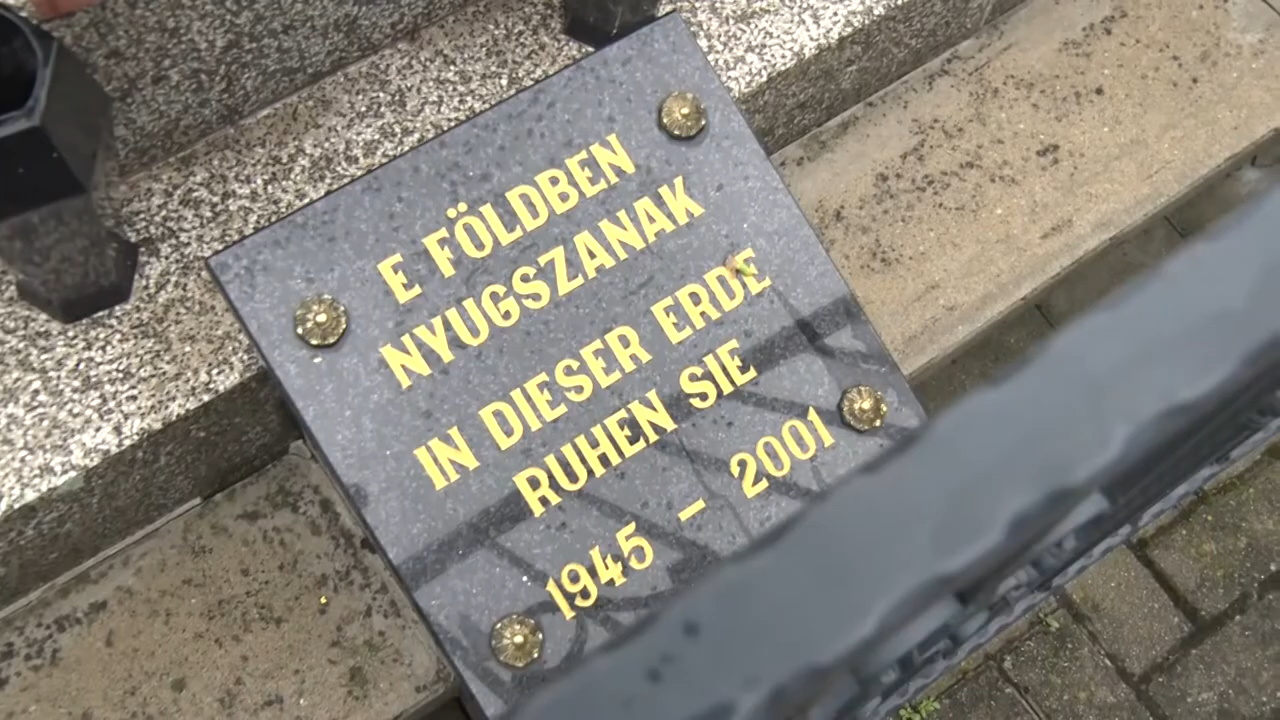 E FÖLDBEN
NYUGSZANAK
IN DIESER ERDE
RUHEN SIE
1945 - 2001